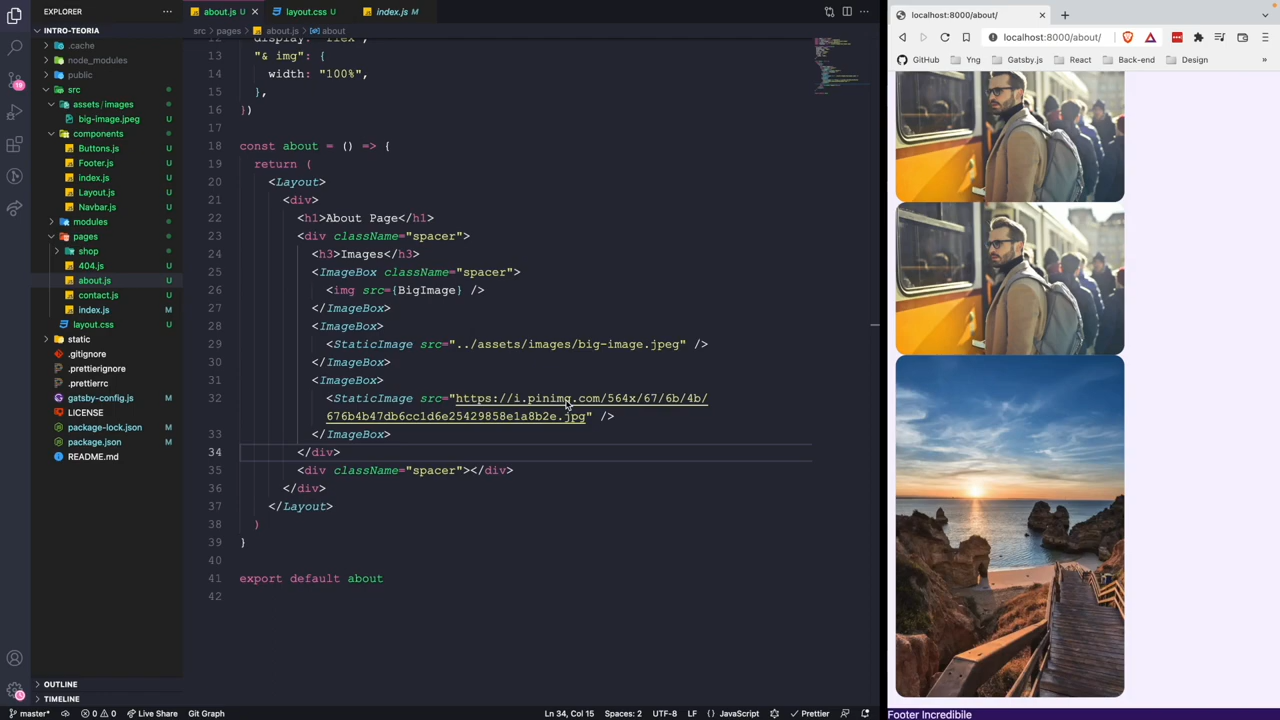 about.js
layout.css M
index.js M
localhost:8000/about/
EXPLORER
INTRO-TEORIA
src > pages > about.js > about
localhost:8000/about/
GitHub
Yng
Gatsby.js
React
Back-end
Design
»
.cache
node_modules
public
src
assets/images
big-image.jpeg U
components
Buttons.js U
Footer.js U
index.js U
Layout.js U
Navbar.js U
modules
pages
shop
404.js U
about.js U
contact.js U
index.js M
layout.css U
static
.gitignore
.prettierignore
.prettierrc
gatsby-config.js M
LICENSE
package-lock.json M
package.json M
README.md
OUTLINE
TIMELINE
19
12 display: "flex",
13 "& img": {
14 width: "100%",
15 },
16 })
17
18 const about = () => {
19 return (
20 <Layout>
21 <div>
22 <h1>About Page</h1>
23 <div className="spacer">
24 <h3>Images</h3>
25 <ImageBox className="spacer">
26 <img src={BigImage} />
27 </ImageBox>
28 <ImageBox>
29 <StaticImage src="../assets/images/big-image.jpeg" />
30 </ImageBox>
31 <ImageBox>
32 <StaticImage src="https://i.pinimg.com/564x/67/6b/4b/
676b4b47db6cc1d6e25429858e1a8b2e.jpg" />
33 </ImageBox>
34 </div>
35 <div className="spacer"></div>
36 </div>
37 </Layout>
38 )
39 }
40
41 export default about
42
Footer Incredibile
master* 0 0 Live Share Git Graph
Ln 34, Col 15 Spaces: 2 UTF-8 LF JavaScript Prettier